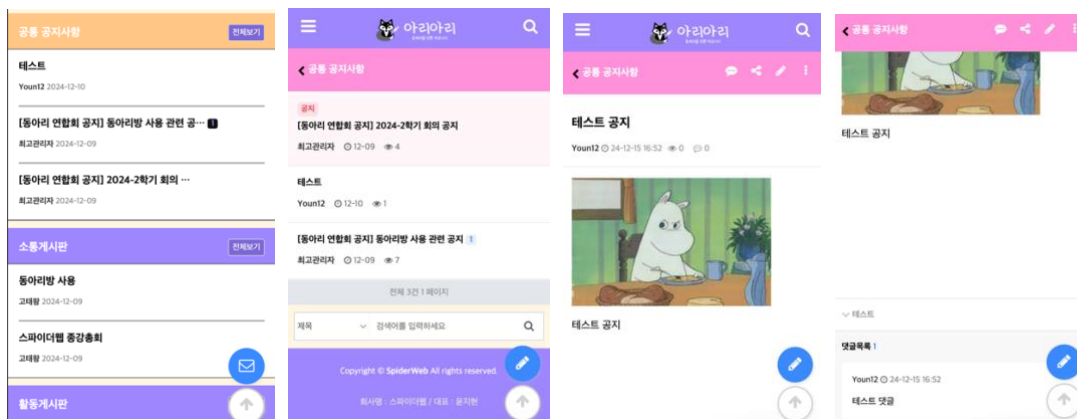 공통 공지사항
전체보기
테스트
Youn12 2024-12-10
[동아리 연합회 공지] 동아리방 사용 관련 공… 1
최고관리자 2024-12-09
[동아리 연합회 공지] 2024-2학기 회의 …
최고관리자 2024-12-09
소통게시판
전체보기
동아리방 사용
고태황 2024-12-09
스파이더웹 종강총회
고태황 2024-12-09
활동게시판
아리아리
공통 공지사항
공지
[동아리 연합회 공지] 2024-2학기 회의 공지
최고관리자 12-09 4
테스트
Youn12 12-10 1
[동아리 연합회 공지] 동아리방 사용 관련 공지 1
최고관리자 12-09 7
전체 3건 1 페이지
제목
검색어를 입력하세요
Copyright © SpiderWeb All rights reserved.
회사명 : 스파이더웹 / 대표 : 윤지현
아리아리
공통 공지사항
테스트 공지
Youn12 24-12-15 16:52 0 0
테스트 공지
공통 공지사항
테스트 공지
테스트
댓글목록 1
Youn12 24-12-15 16:52
테스트 댓글